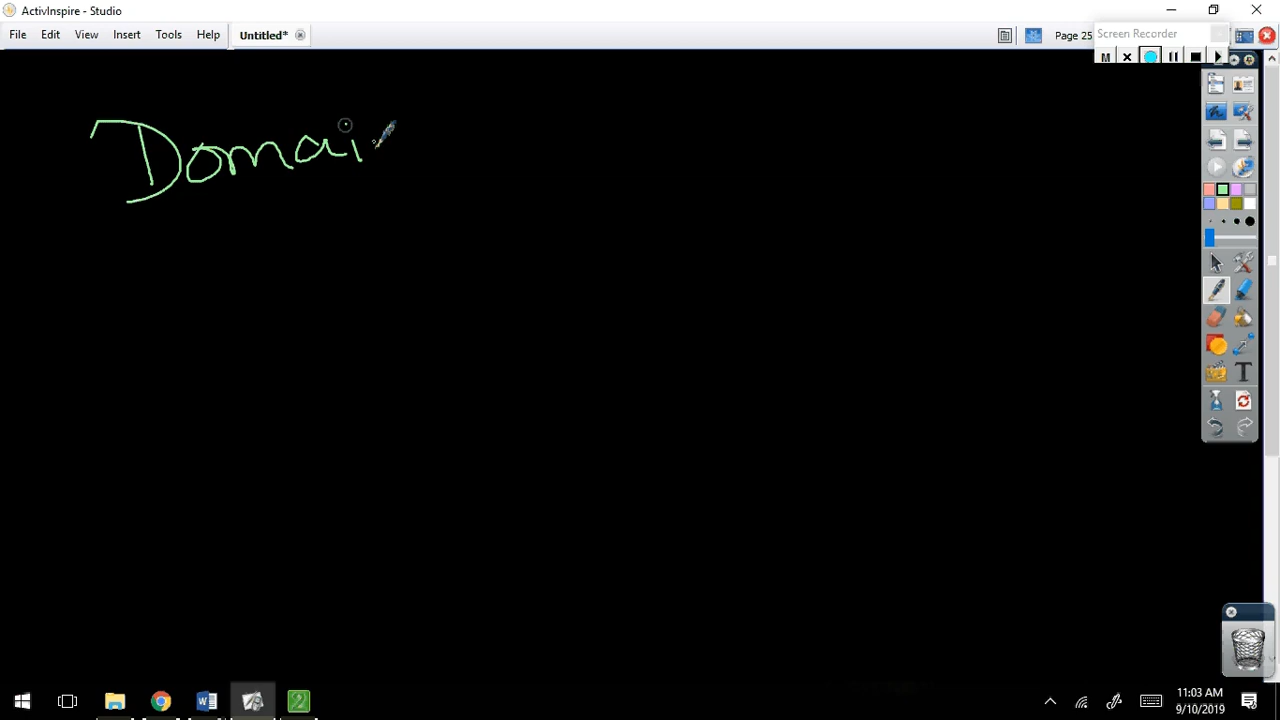 ActivInspire - Studio
File Edit View Insert Tools Help Untitled*
Page 25
Screen Recorder
M
Domai
T
11:03 AM
9/10/2019